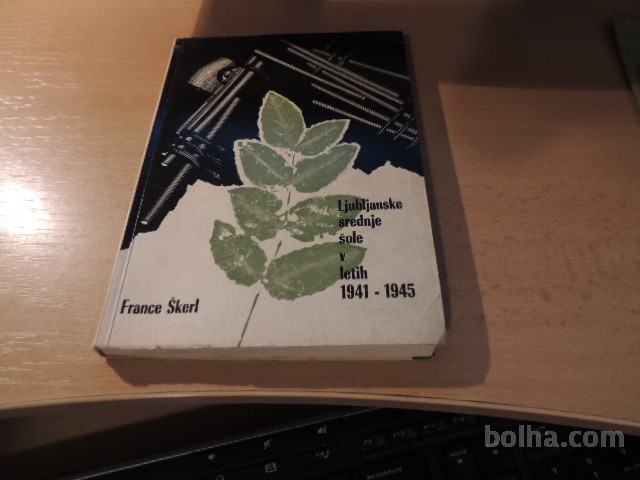 Ljubljanske
srednje
šole
v
letih
1941 - 1945
France Škerl
bolha.com